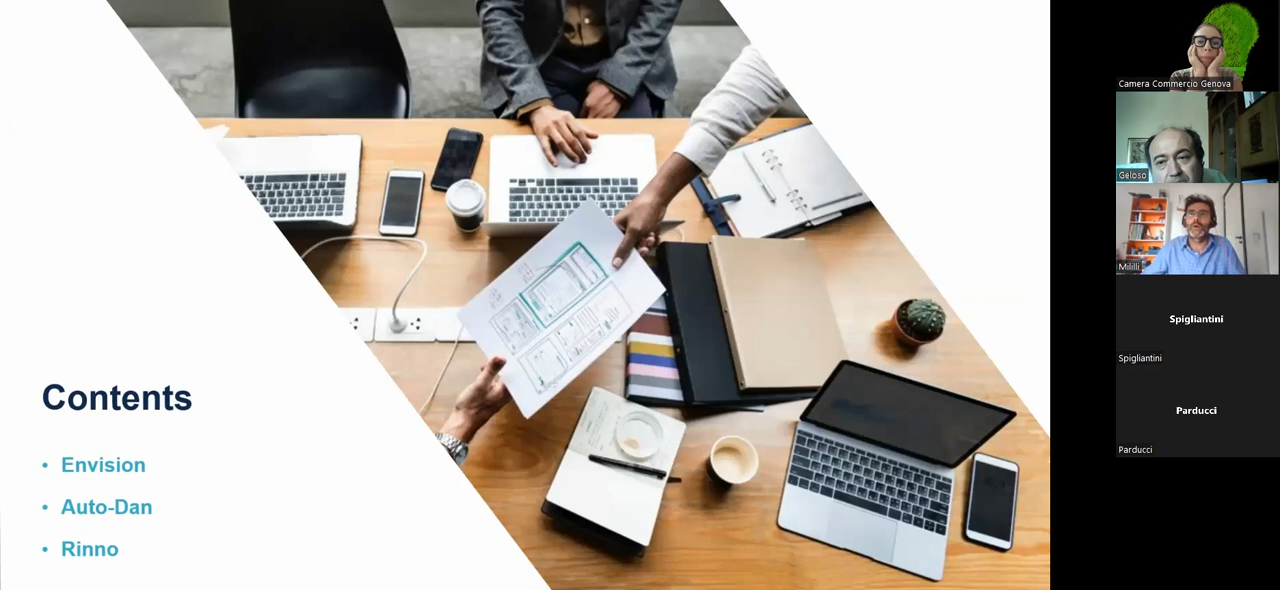 Contents
• Envision
• Auto-Dan
• Rinno
Camera Commercio Genova
Geloso
Mililli
Spigliantini
Spigliantini
Parducci
Parducci